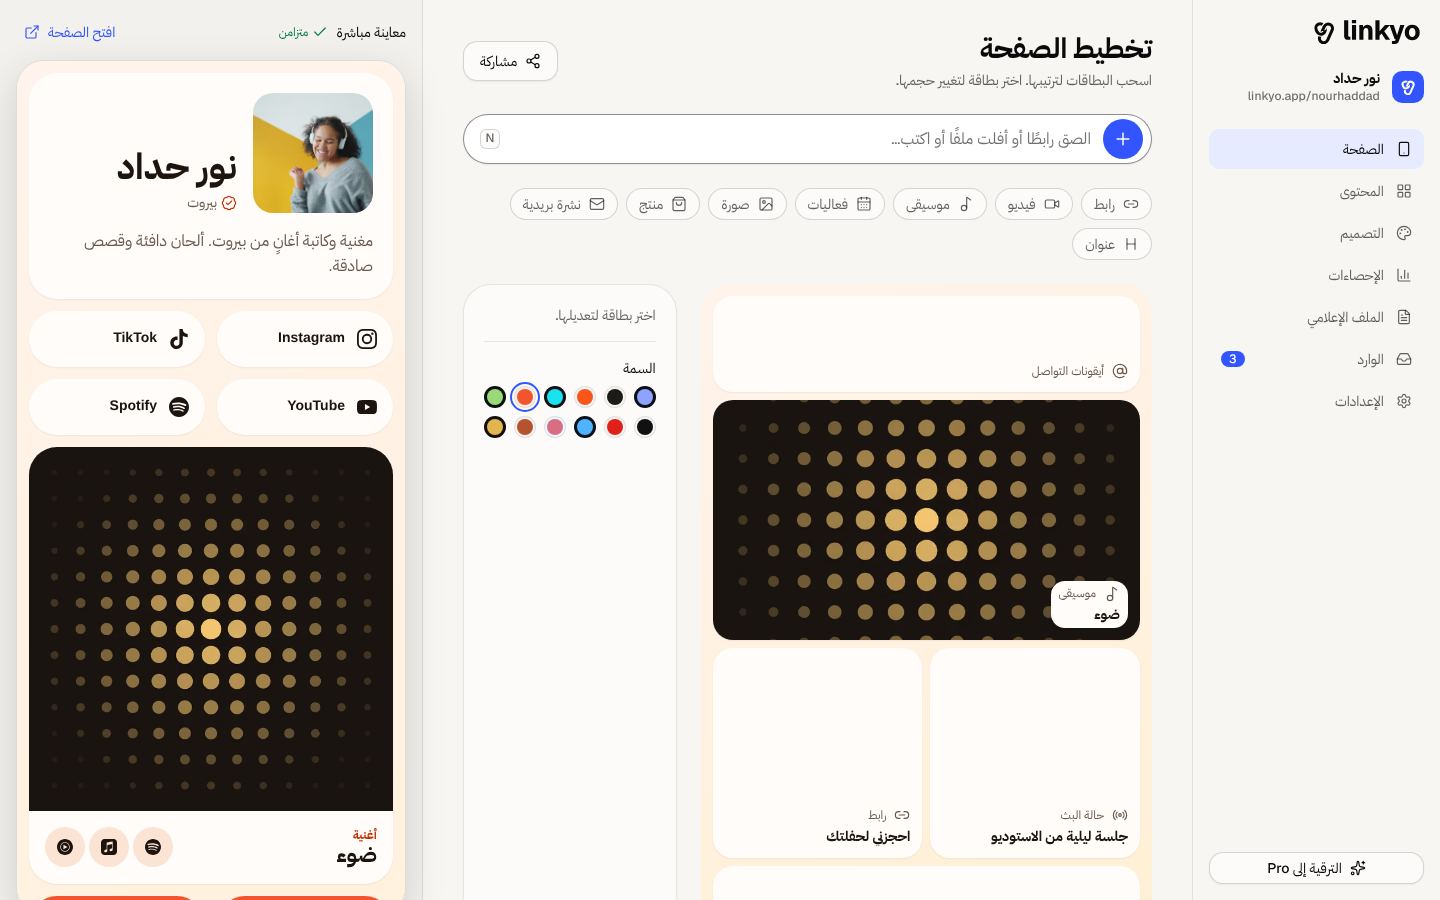 linkyo
نور حداد
linkyo.app/nourhaddad
الصفحة
المحتوى
التصميم
الإحصاءات
الملف الإعلامي
الوارد 3
الإعدادات
الترقية إلى Pro
تخطيط الصفحة
اسحب البطاقات لترتيبها. اختر بطاقة لتغيير حجمها.
مشاركة
الصق رابطًا أو أفلت ملفًا أو اكتب...
N
رابط
فيديو
موسيقى
فعاليات
صورة
منتج
نشرة بريدية
عنوان
أيقونات التواصل
موسيقى
ضوء
حالة البث
جلسة ليلية من الاستوديو
رابط
احجزني لحفلتك
اختر بطاقة لتعديلها.
السمة
معاينة مباشرة
متزامن
افتح الصفحة
نور حداد
بيروت
مغنية وكاتبة أغانٍ من بيروت. ألحان دافئة وقصص
صادقة.
Instagram
TikTok
YouTube
Spotify
أغنية
ضوء